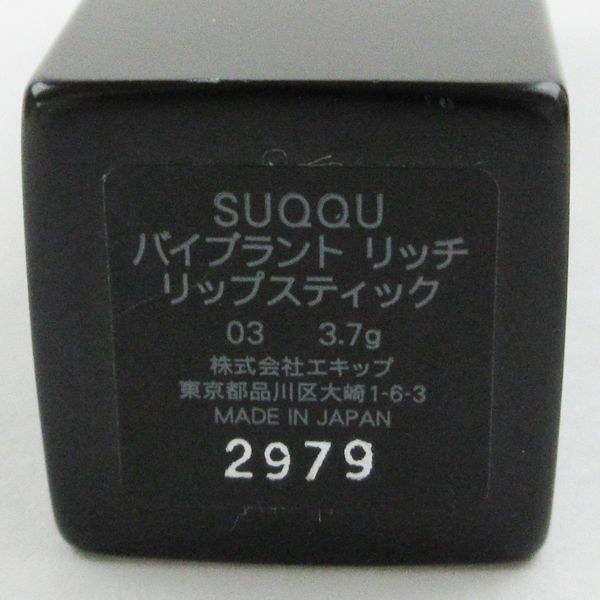 SUQQU
バイブラント リッチ
リップスティック
03 3.7g
株式会社エキップ
東京都品川区大崎1-6-3
MADE IN JAPAN
2979